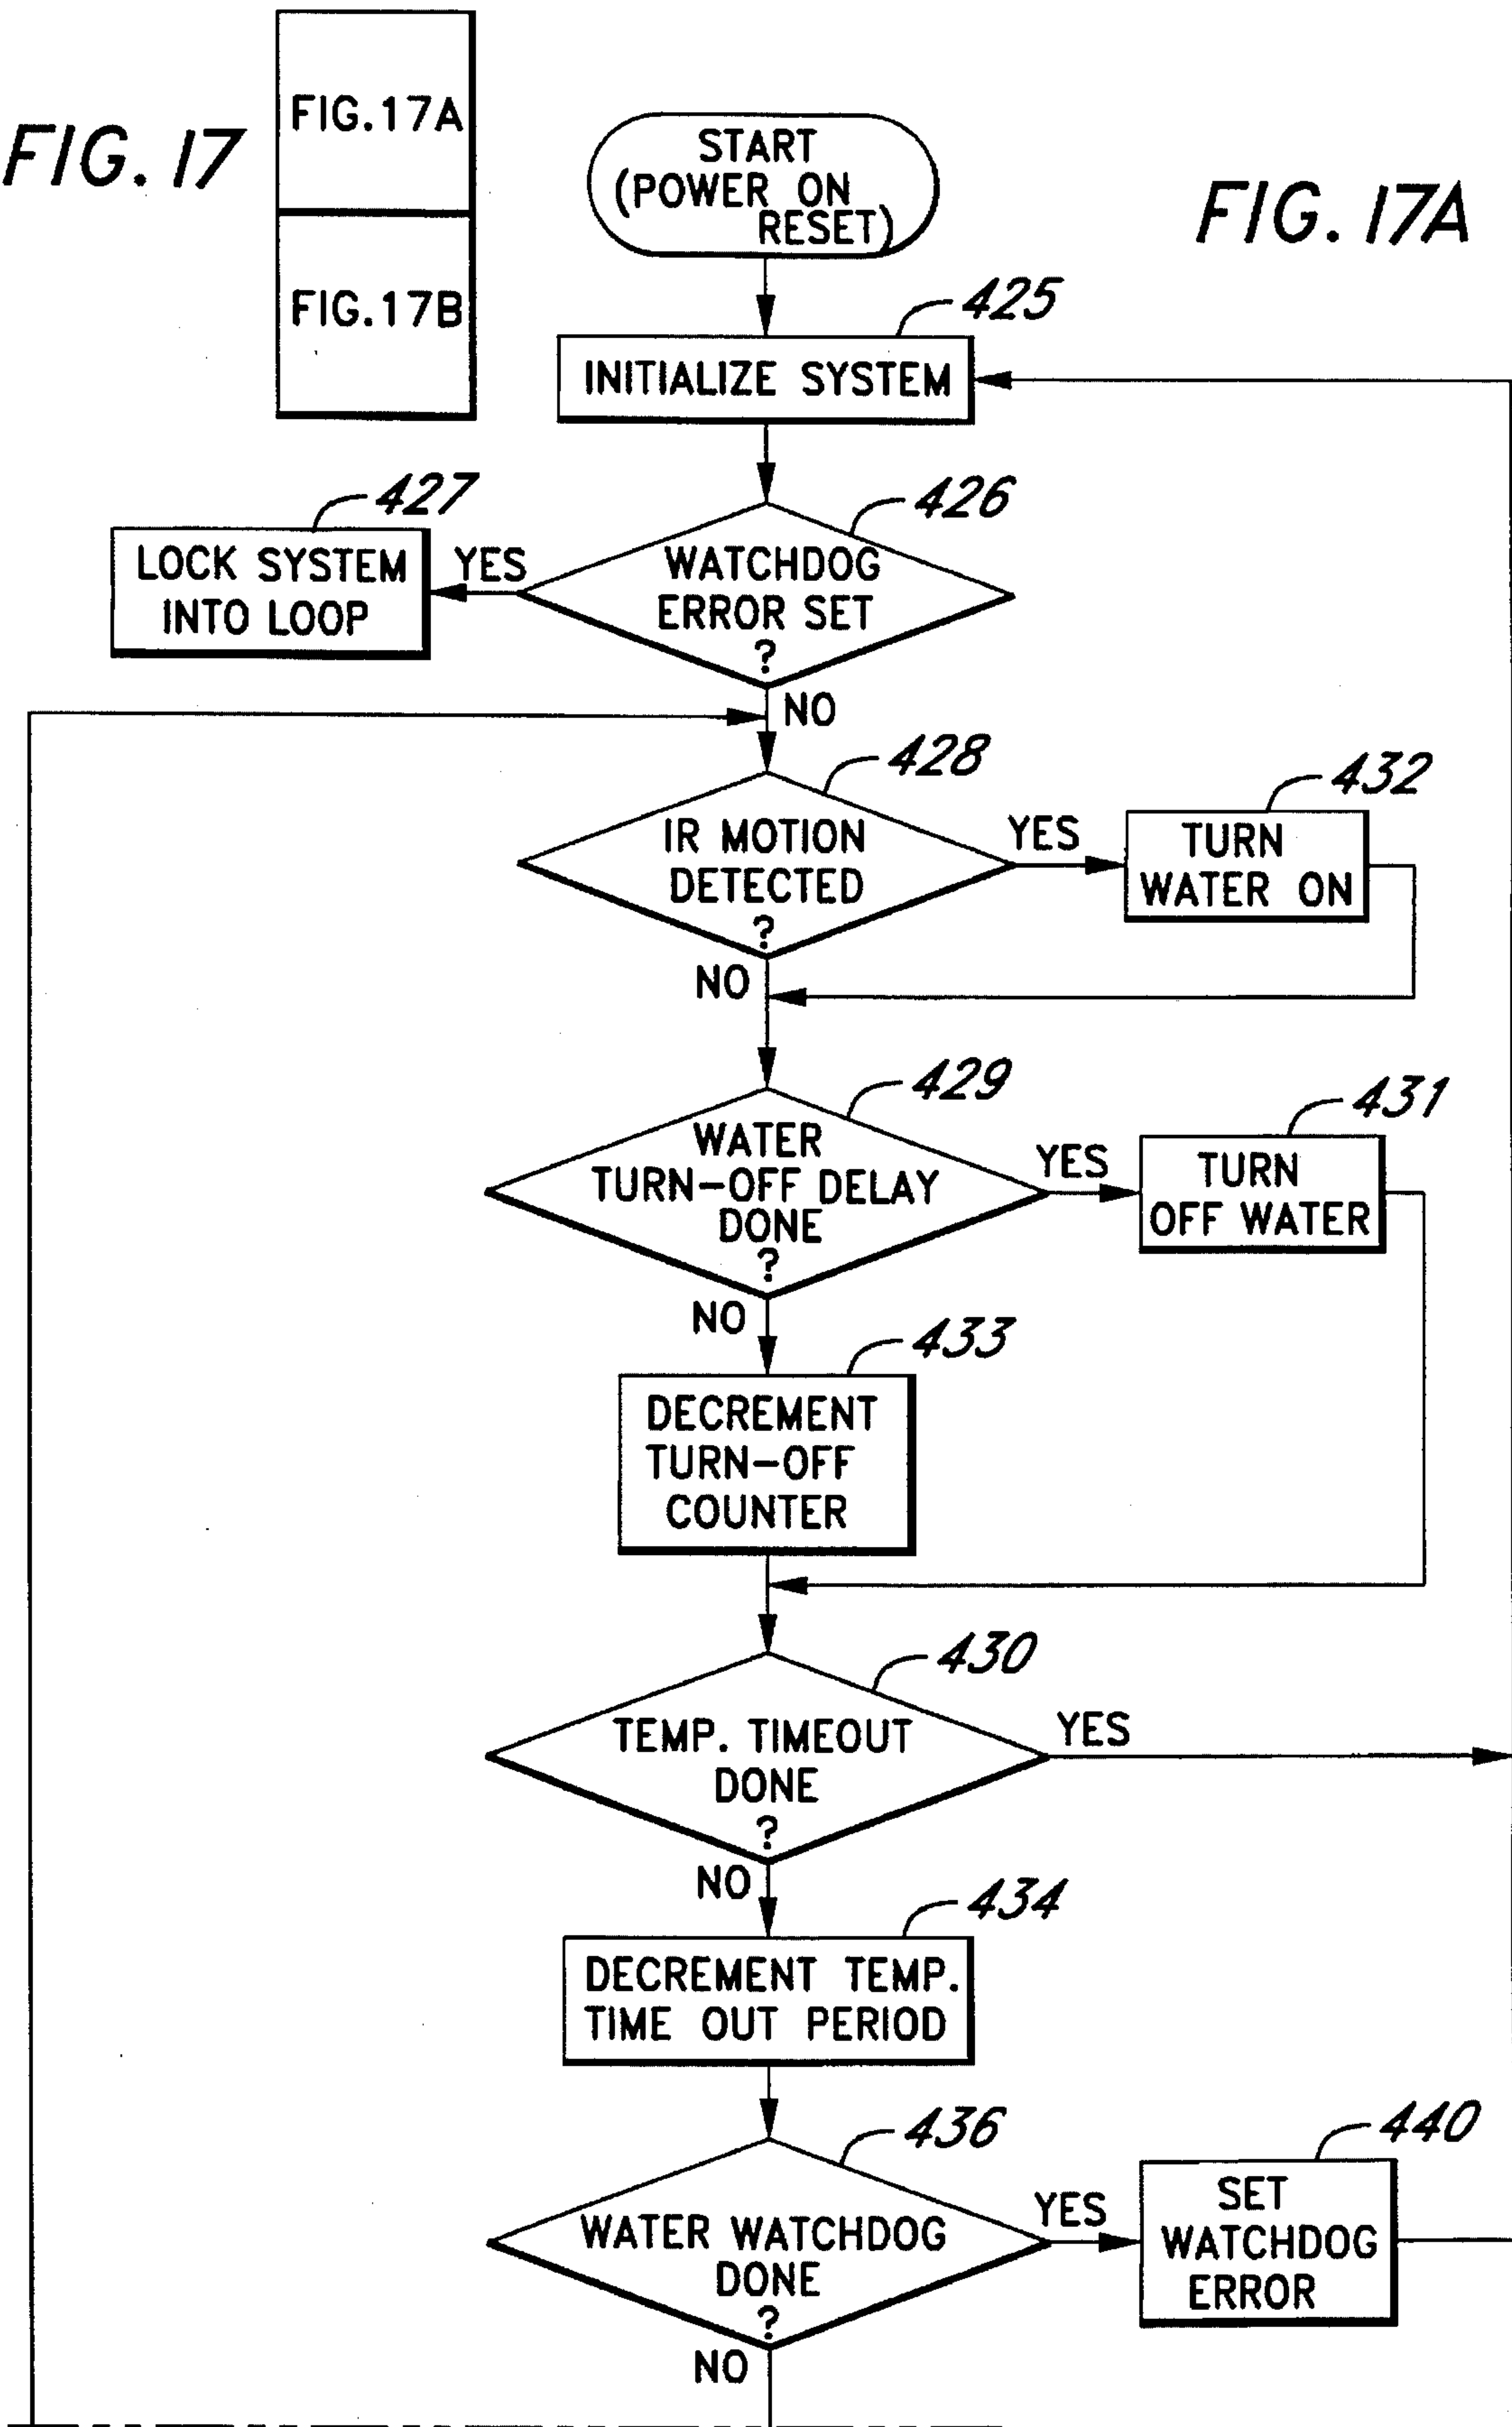 FIG. 17
FIG.17A
FIG.17B
START
(POWER ON
RESET)
FIG. 17A
425
INITIALIZE SYSTEM
426
427
LOCK SYSTEM
INTO LOOP
YES
WATCHDOG
ERROR SET
?
NO
428
IR MOTION
DETECTED
?
YES
432
TURN
WATER ON
NO
429
WATER
TURN-OFF DELAY
DONE
?
YES
431
TURN
OFF WATER
NO
433
DECREMENT
TURN-OFF
COUNTER
430
TEMP. TIMEOUT
DONE
?
YES
NO
434
DECREMENT TEMP.
TIME OUT PERIOD
436
WATER WATCHDOG
DONE
?
YES
440
SET
WATCHDOG
ERROR
NO